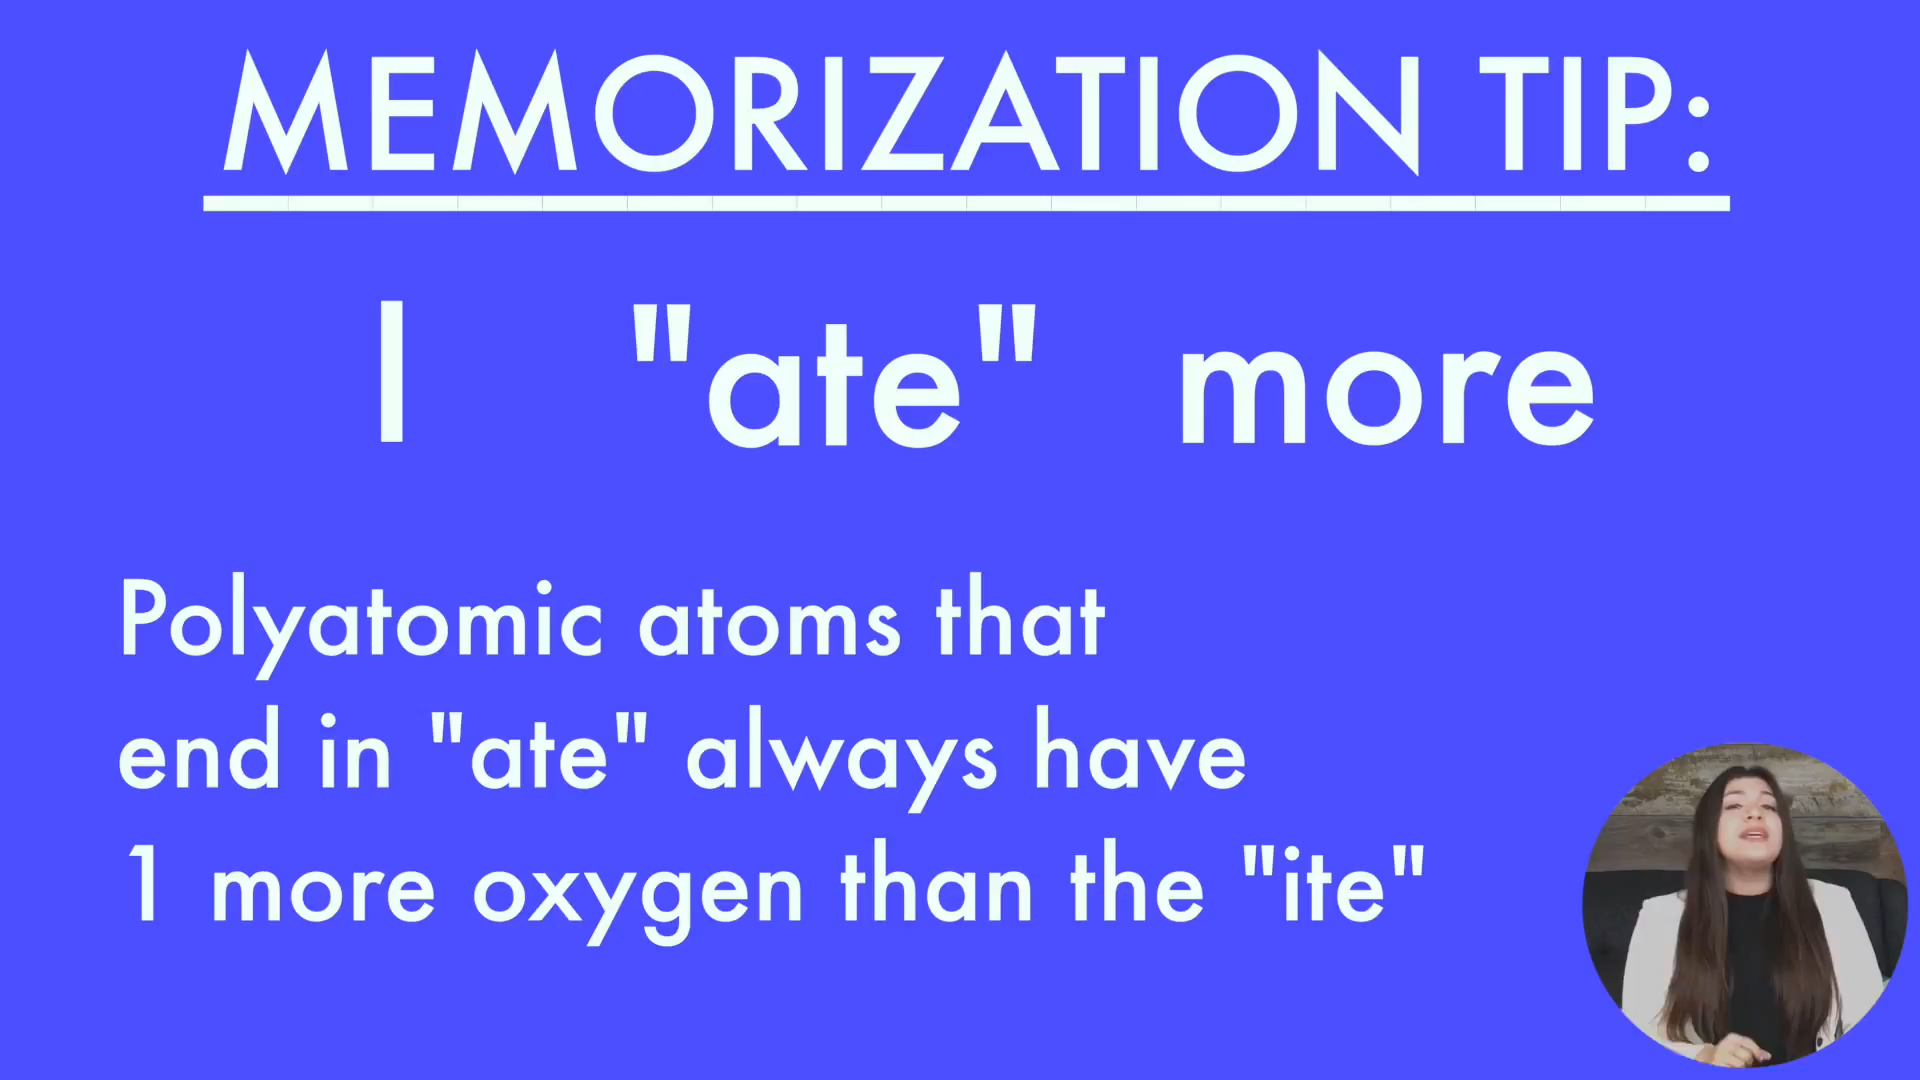 MEMORIZATION TIP:
I "ate" more
Polyatomic atoms that
end in "ate" always have
1 more oxygen than the "ite"